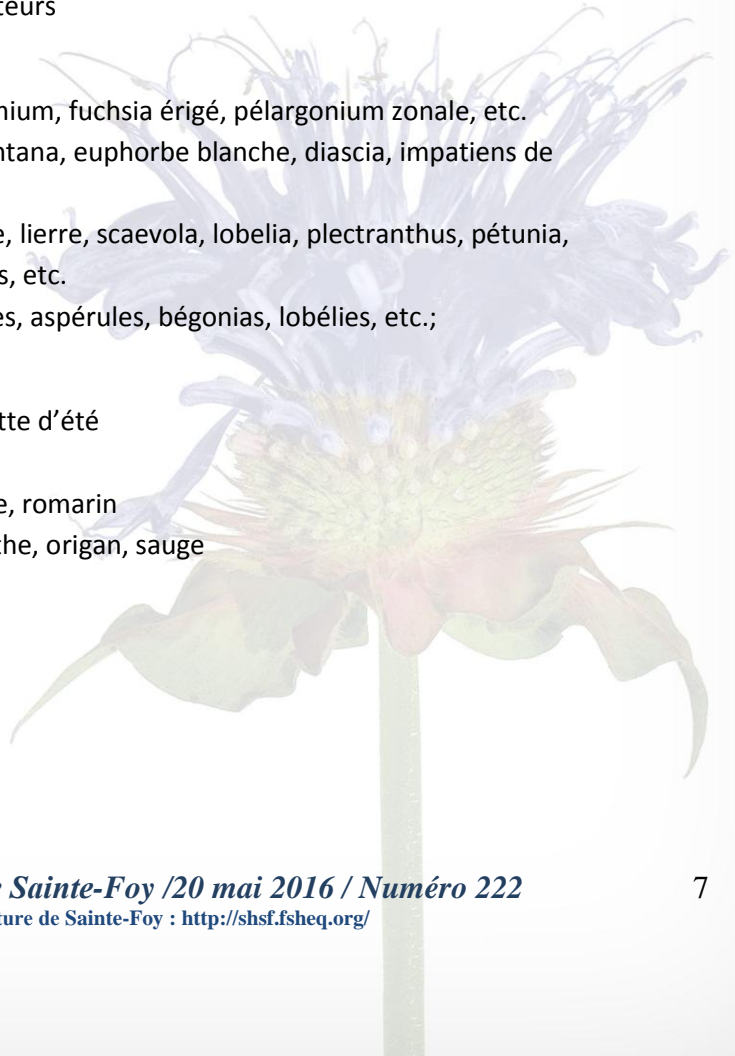 teurs
nium, fuchsia érigé, pélargonium zonale, etc.
ntana, euphorbe blanche, diascia, impatiens de
e, lierre, scaevola, lobelia, plectranthus, pétunia,
s, etc.
es, aspérules, bégonias, lobélies, etc.;
tte d’été
e, romarin
the, origan, sauge
Sainte-Foy /20 mai 2016 / Numéro 222 7
ture de Sainte-Foy : http://shsf.fsheq.org/